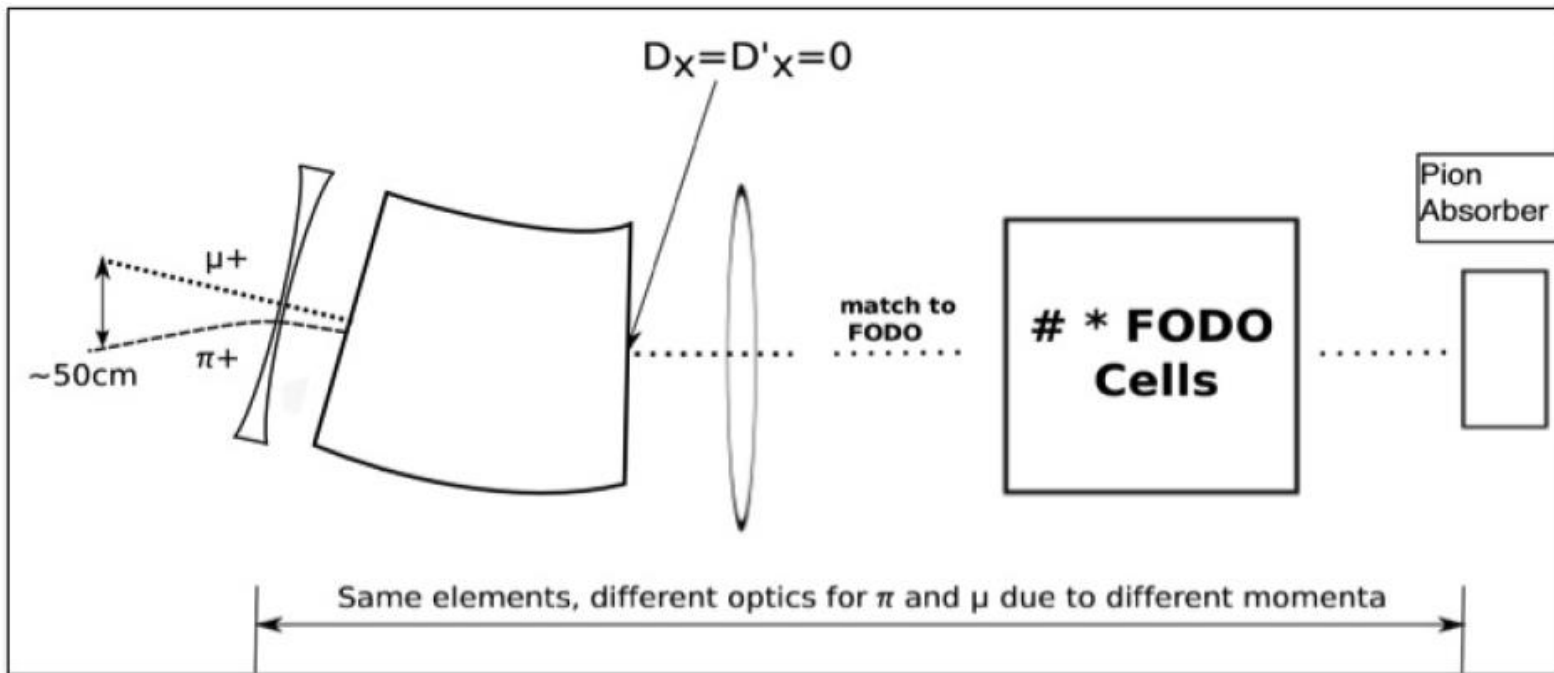 Dx=D'x=0
Pion
Absorber
μ+
π+
~50cm
match to
FODO
# * FODO
Cells
Same elements, different optics for π and μ due to different momenta